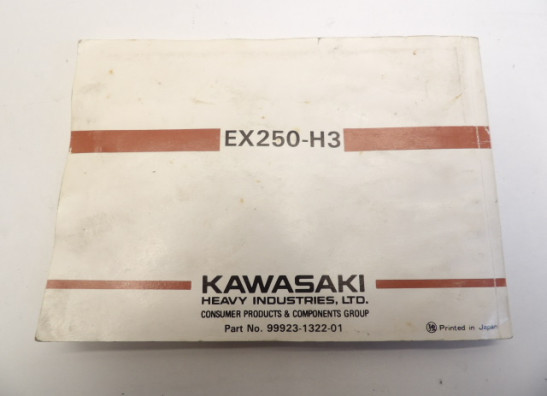 EX250-H3
KAWASAKI
HEAVY INDUSTRIES, LTD.
CONSUMER PRODUCTS & COMPONENTS GROUP
Part No. 99923-1322-01
Printed in Japan